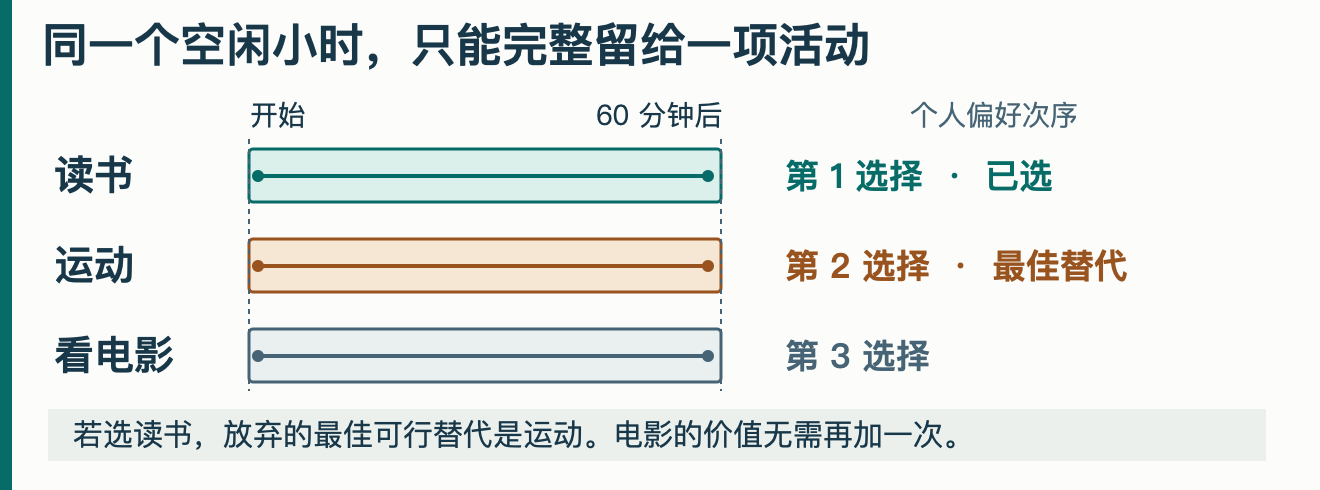 同一个空闲小时，只能完整留给一项活动
开始 60 分钟后 个人偏好次序
读书 第 1 选择 · 已选
运动 第 2 选择 · 最佳替代
看电影 第 3 选择
若选读书，放弃的最佳可行替代是运动。电影的价值无需再加一次。